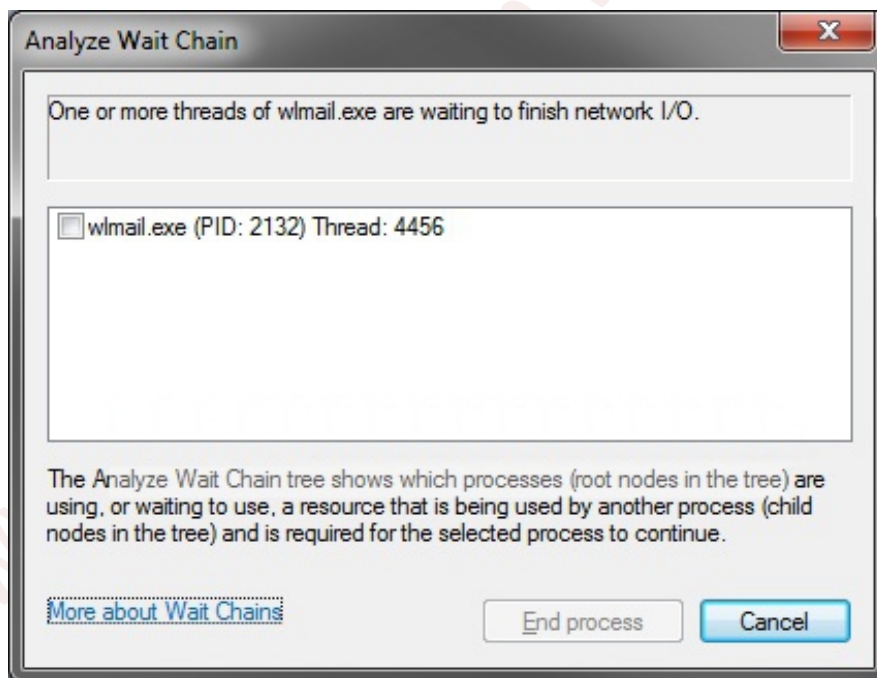 Analyze Wait Chain
One or more threads of wlmail.exe are waiting to finish network I/O.
wlmail.exe (PID: 2132) Thread: 4456
The Analyze Wait Chain tree shows which processes (root nodes in the tree) are
using, or waiting to use, a resource that is being used by another process (child
nodes in the tree) and is required for the selected process to continue.
More about Wait Chains
End process
Cancel